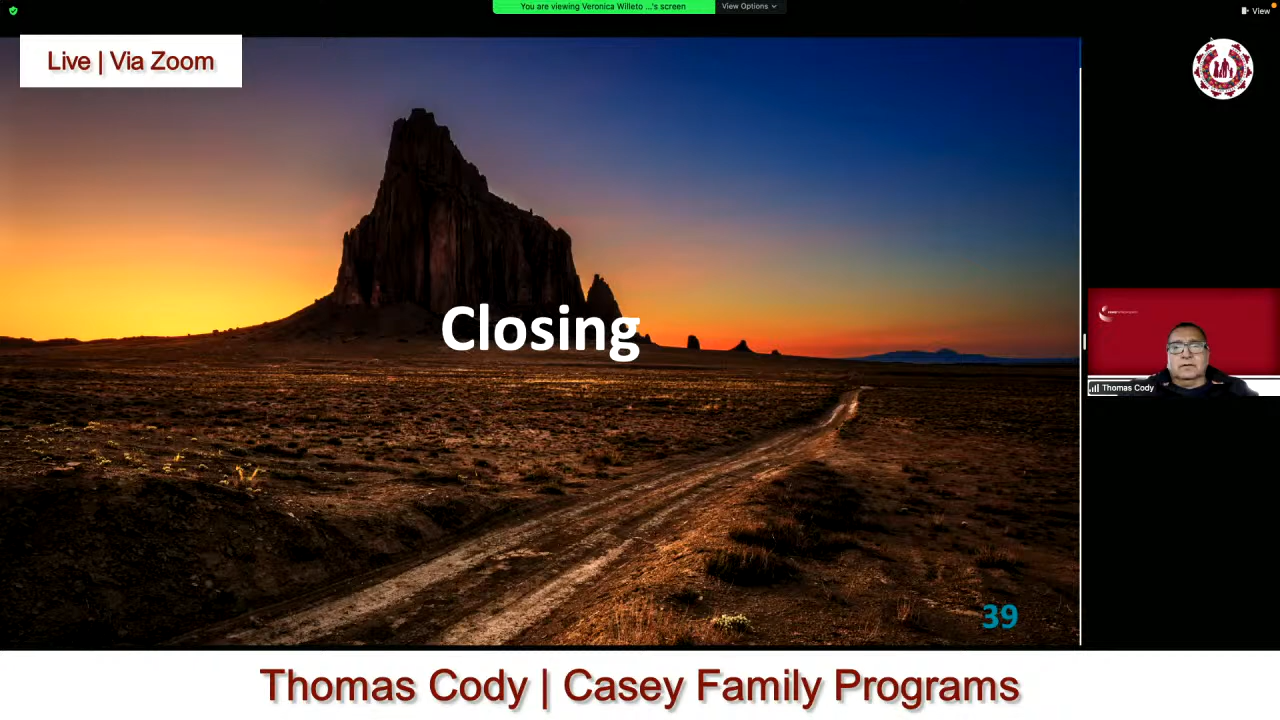 You are viewing Veronica Willeto ...'s screen
View Options
View
Live | Via Zoom
Closing
Thomas Cody
39
Thomas Cody | Casey Family Programs